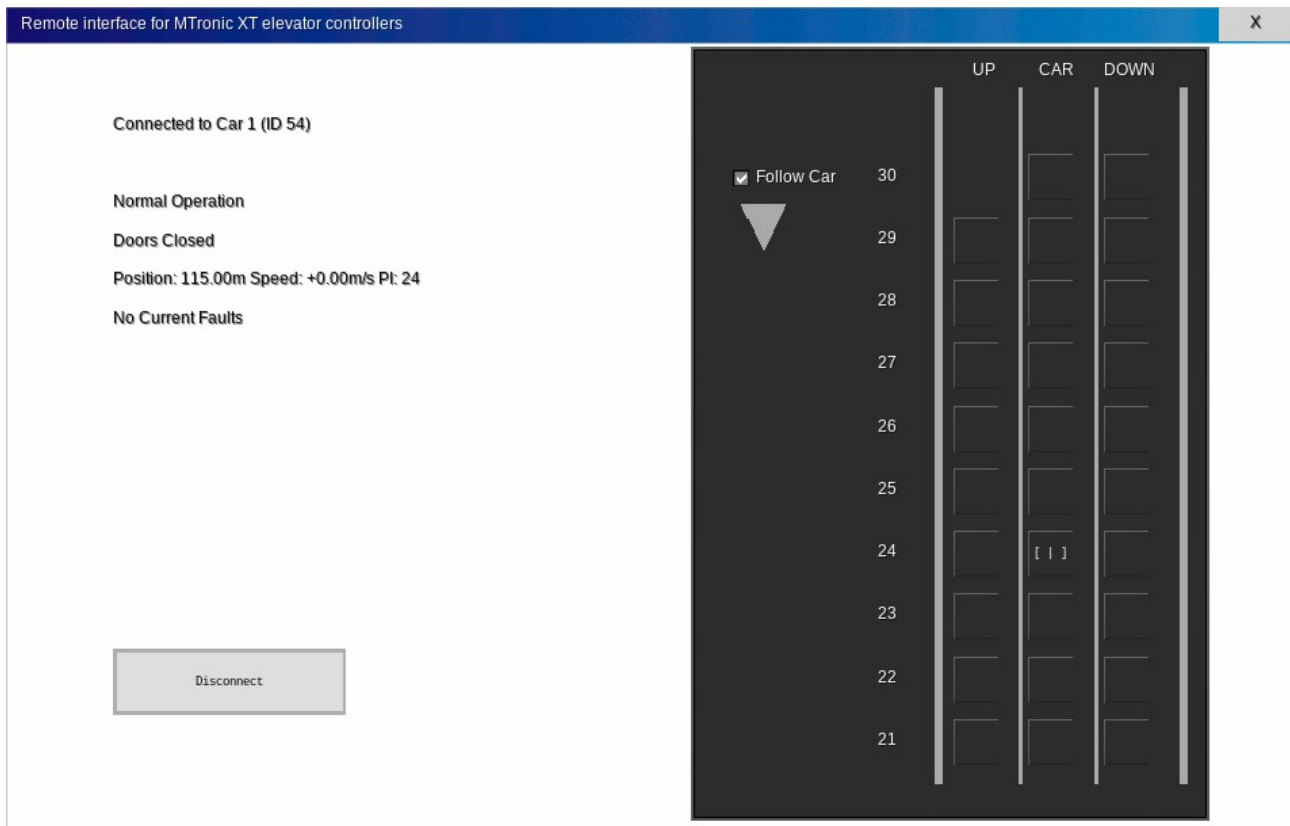 Remote interface for MTronic XT elevator controllers X
UP CAR DOWN
Connected to Car 1 (ID 54)
Follow Car 30
Normal Operation
29
Doors Closed
Position: 115.00m Speed: +0.00m/s PI: 24
28
No Current Faults
27
26
25
24 [ | ]
23
22
Disconnect
21